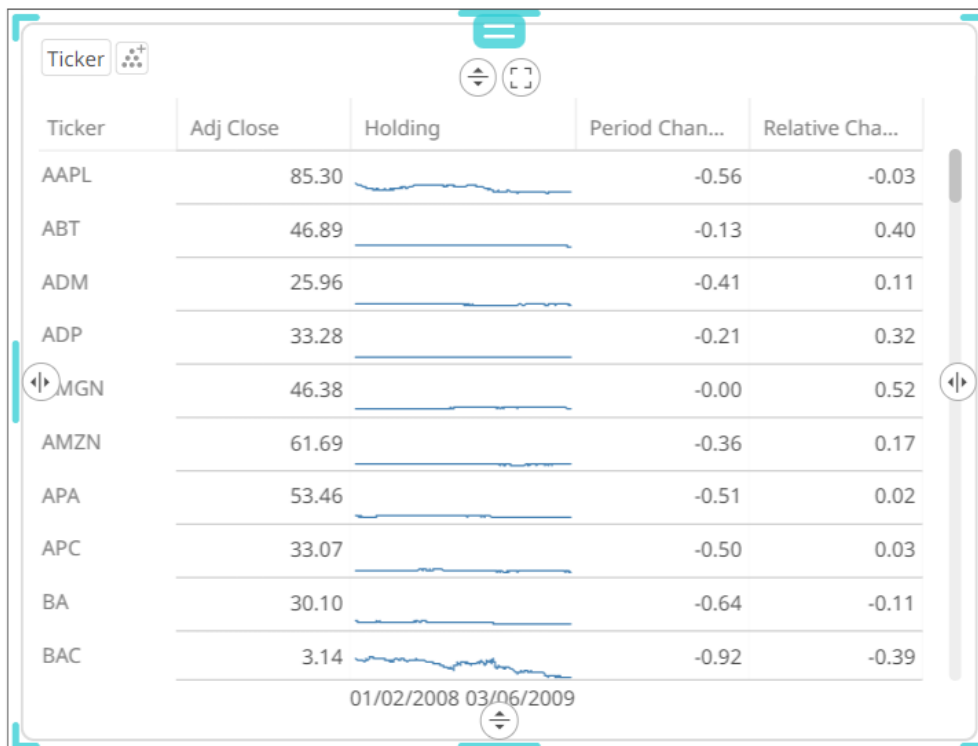 Ticker
Ticker Adj Close Holding Period Chan... Relative Cha...
AAPL 85.30 -0.56 -0.03
ABT 46.89 -0.13 0.40
ADM 25.96 -0.41 0.11
ADP 33.28 -0.21 0.32
MGN 46.38 -0.00 0.52
AMZN 61.69 -0.36 0.17
APA 53.46 -0.51 0.02
APC 33.07 -0.50 0.03
BA 30.10 -0.64 -0.11
BAC 3.14 -0.92 -0.39
01/02/2008 03/06/2009